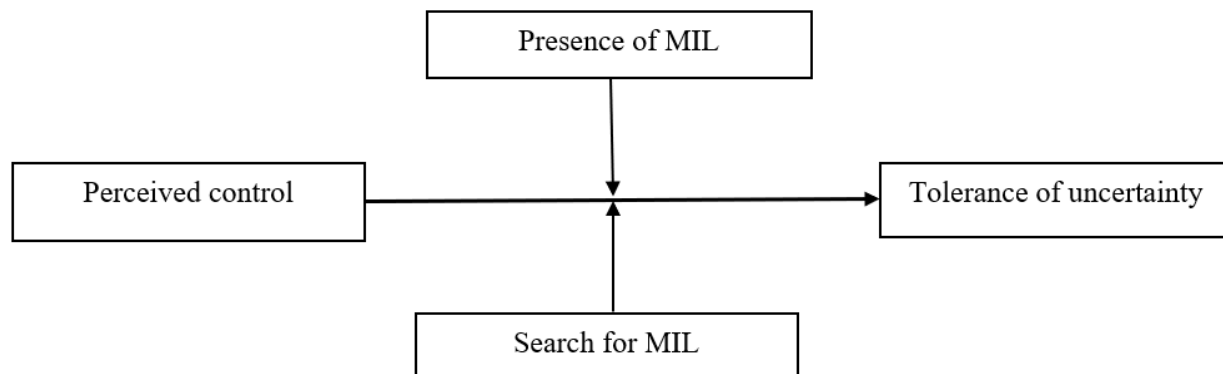 Presence of MIL
Perceived control
Tolerance of uncertainty
Search for MIL